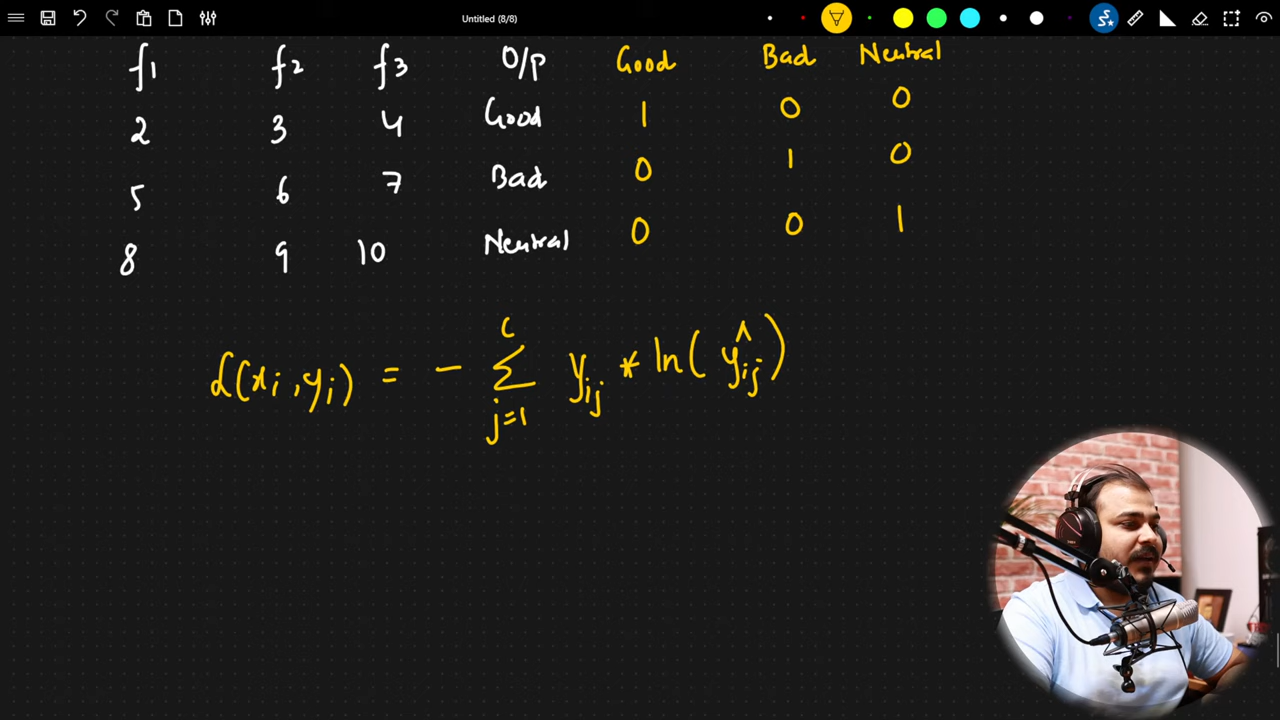 Untitled (8/8)
f1 f2 f3 O/P Good Bad Neutral
2 3 4 Good 1 0 0
5 6 7 Bad 0 1 0
8 9 10 Neutral 0 0 1
L(xi, yi) = - C Σ j=1 yij * ln(ŷij)